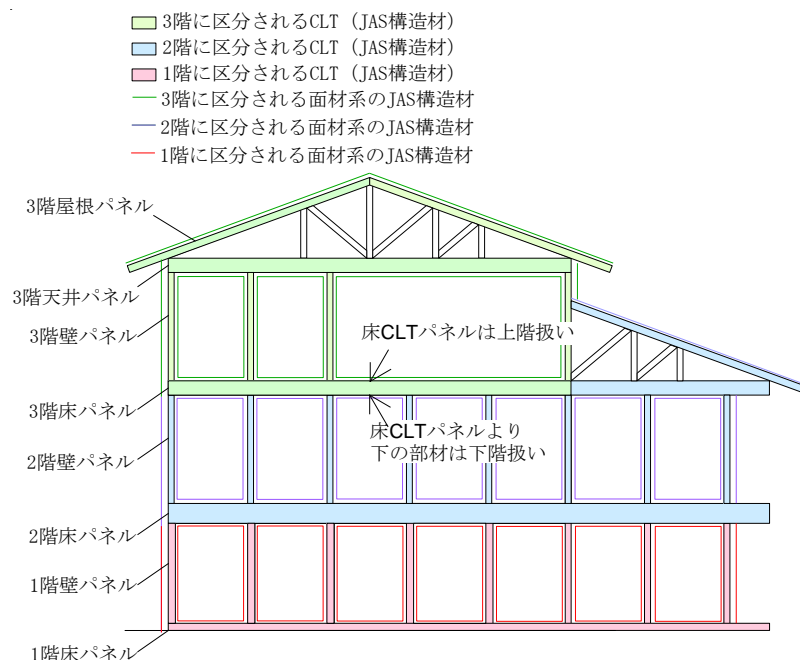 3階に区分されるCLT（JAS構造材）
2階に区分されるCLT（JAS構造材）
1階に区分されるCLT（JAS構造材）
3階に区分される面材系のJAS構造材
2階に区分される面材系のJAS構造材
1階に区分される面材系のJAS構造材
3階屋根パネル
3階天井パネル
3階壁パネル
床CLTパネルは上階扱い
3階床パネル
床CLTパネルより
下の部材は下階扱い
2階壁パネル
2階床パネル
1階壁パネル
1階床パネル